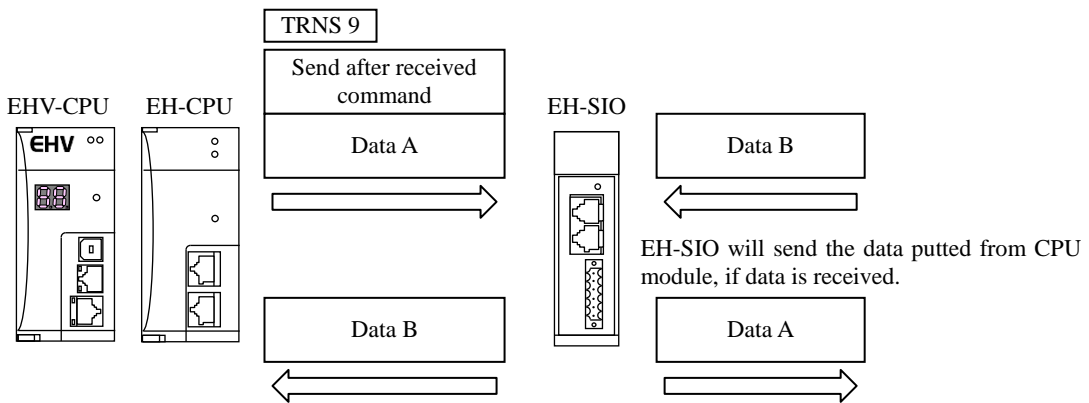 TRNS 9
Send after received
command
EHV-CPU
EH-CPU
EH-SIO
EHV
88
Data A
Data B
EH-SIO will send the data putted from CPU
module, if data is received.
Data B
Data A